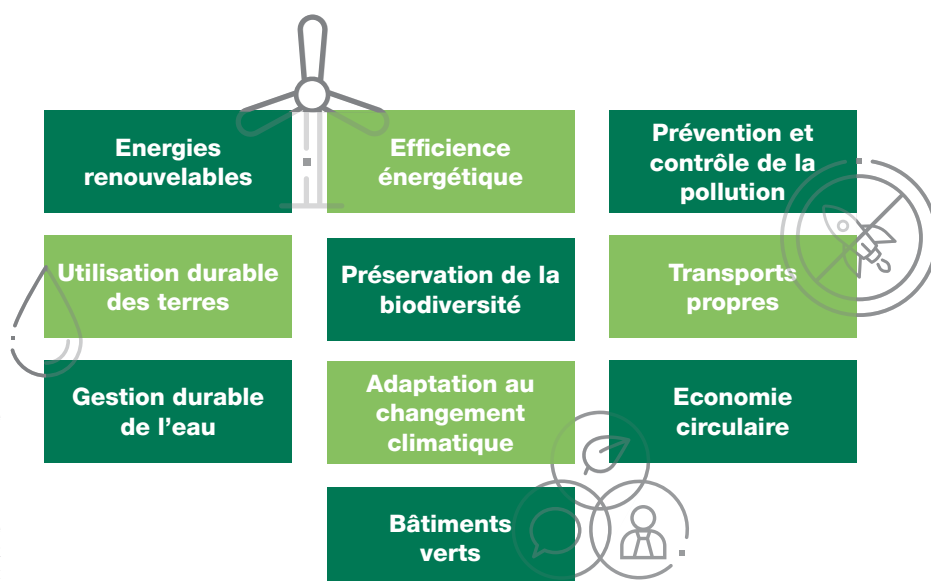 Energies
renouvelables
Efficience
énergétique
Prévention et
contrôle de la
pollution
Utilisation durable
des terres
Préservation de la
biodiversité
Transports
propres
Gestion durable
de l’eau
Adaptation au
changement
climatique
Economie
circulaire
Bâtiments
verts